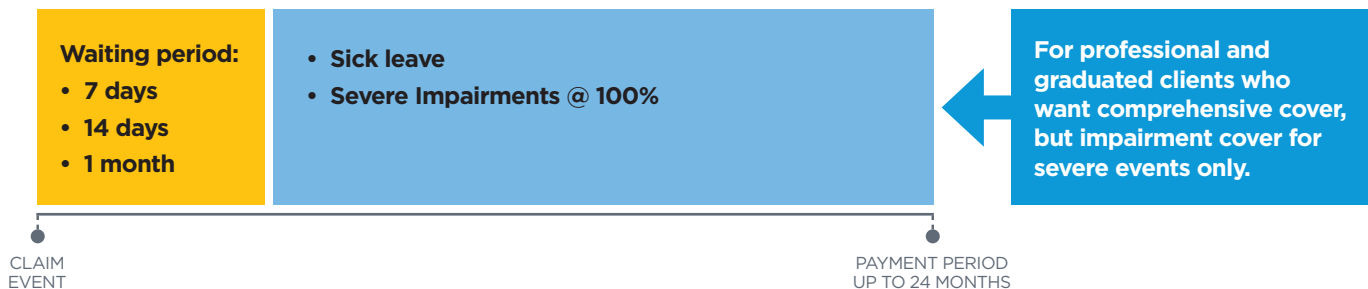 Waiting period:
• 7 days
• 14 days
• 1 month
• Sick leave
• Severe Impairments @ 100%
For professional and
graduated clients who
want comprehensive cover,
but impairment cover for
severe events only.
CLAIM
EVENT
PAYMENT PERIOD
UP TO 24 MONTHS